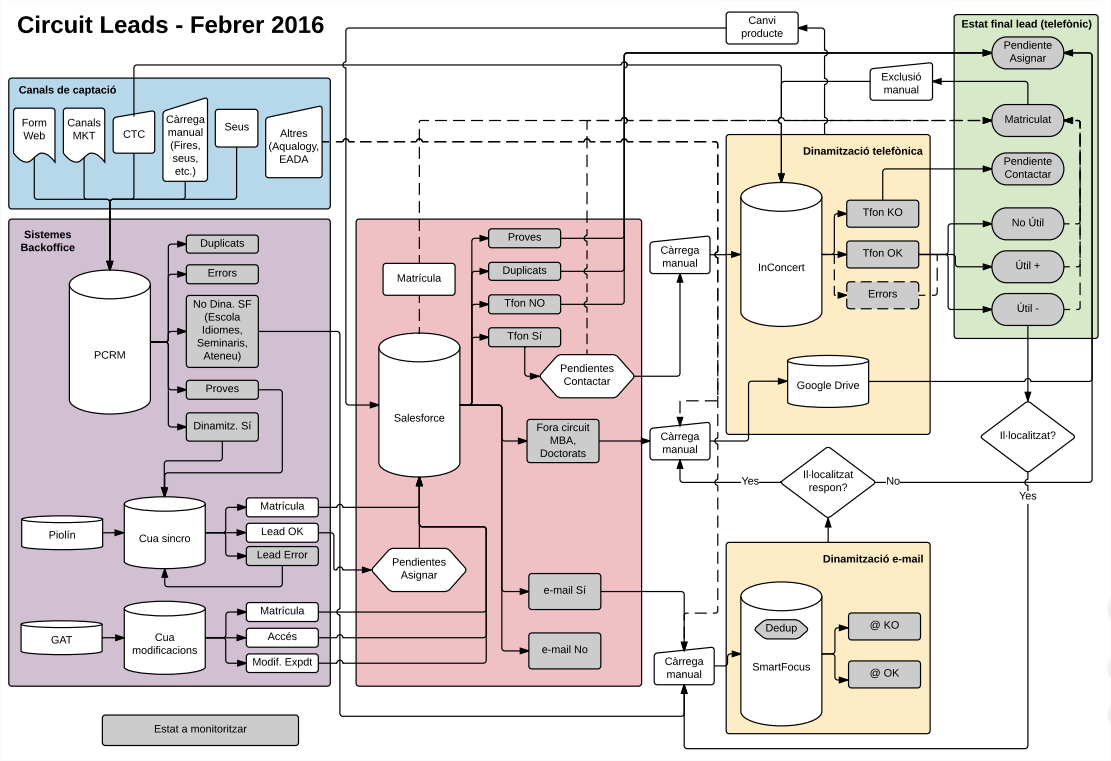 Circuit Leads - Febrer 2016
Canals de captació
Form
Web
Canals
MKT
CTC
Càrrega
manual
(Fires,
seus,
etc.)
Seus
Altres
(Aqualogy,
EADA
Sistemes
Backoffice
PCRM
Duplicats
Errors
No Dina. SF
(Escola
Idiomes,
Seminaris,
Ateneu)
Proves
Dinamitz. Sí
Piolín
Cua sincro
Matrícula
Lead OK
Lead Error
GAT
Cua
modificacions
Matrícula
Accés
Modif. Expdt
Estat a monitoritzar
Matrícula
Salesforce
Pendientes
Asignar
Proves
Duplicats
Tfon NO
Tfon Sí
Pendientes
Contactar
Fora circuit
MBA,
Doctorats
e-mail Sí
e-mail No
Canvi
producte
Càrrega
manual
Càrrega
manual
Càrrega
manual
Exclusió
manual
Dinamització telefònica
InConcert
Tfon KO
Tfon OK
Errors
Google Drive
Il·localitzat
respon?
Yes
No
Dinamització e-mail
Dedup
SmartFocus
@ KO
@ OK
Estat final lead (telefònic)
Pendiente
Asignar
Matriculat
Pendiente
Contactar
No Útil
Útil +
Útil -
Il·localitzat?
Yes